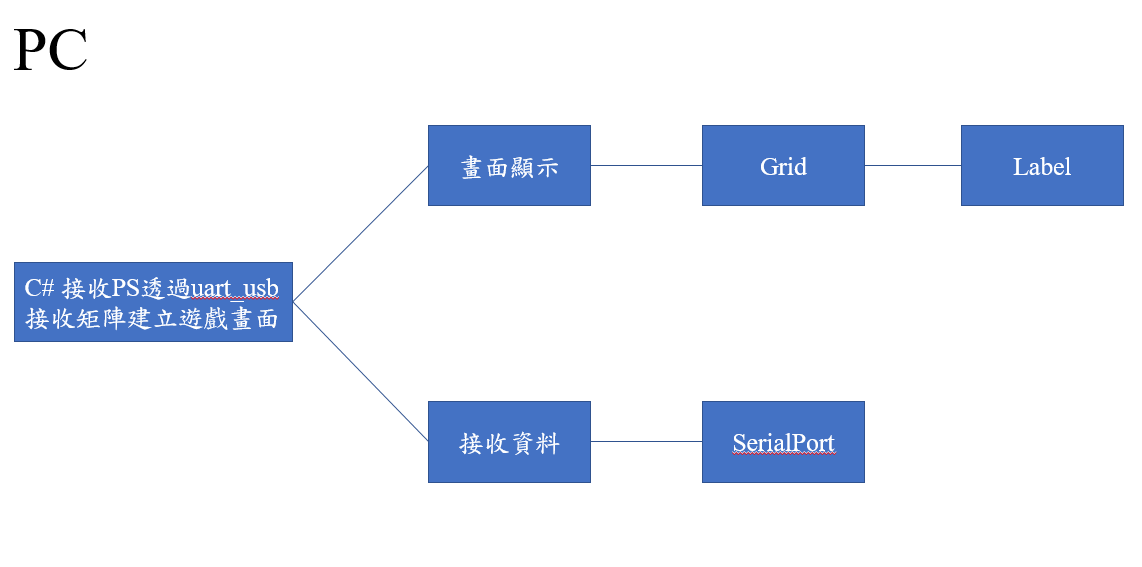 PC
畫面顯示
Grid
Label
C# 接收PS透過uart_usb
接收矩陣建立遊戲畫面
接收資料
SerialPort